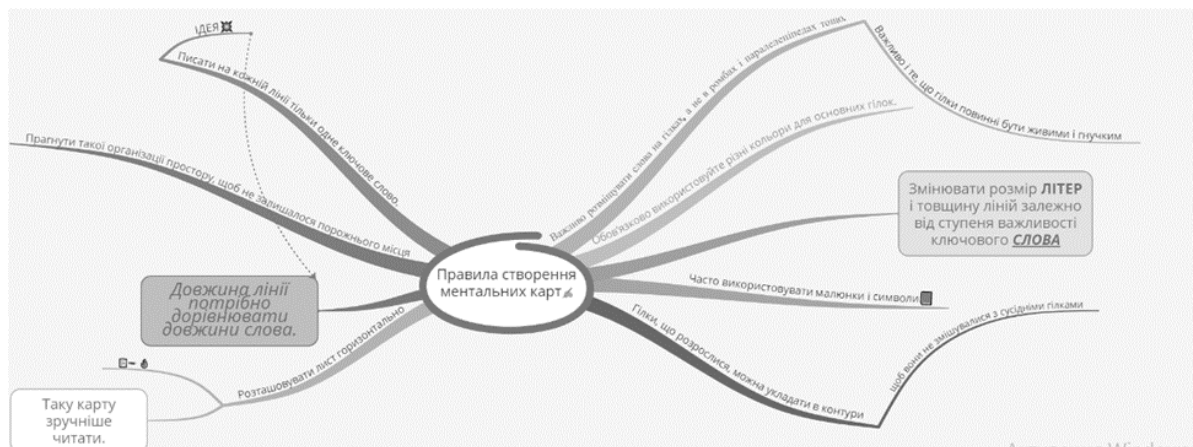 ІДЕЯ
Писати на кожній лінії тільки одне ключове слово.
Прагнути такої організації простору, щоб не залишалося порожнього місця
Довжина лінії
потрібно
дорівнювати
довжини слова.
Розташовувати лист горизонтально
Таку карту
зручніше
читати.
Правила створення
ментальних карт
Важливо розміщувати слова на гілках, а не в ромбах і паралелепіпедах
Важливо і те, що гілки повинні бути живими і гнучким
Обов'язково використовуйте різні кольори для основних гілок.
Змінювати розмір ЛІТЕР
і товщину ліній залежно
від ступеня важливості
ключового СЛОВА
Часто використовувати малюнки і символи
Гілки, що розрослися, можна укладати в контури
щоб вони не змішувалися з сусідніми гілками